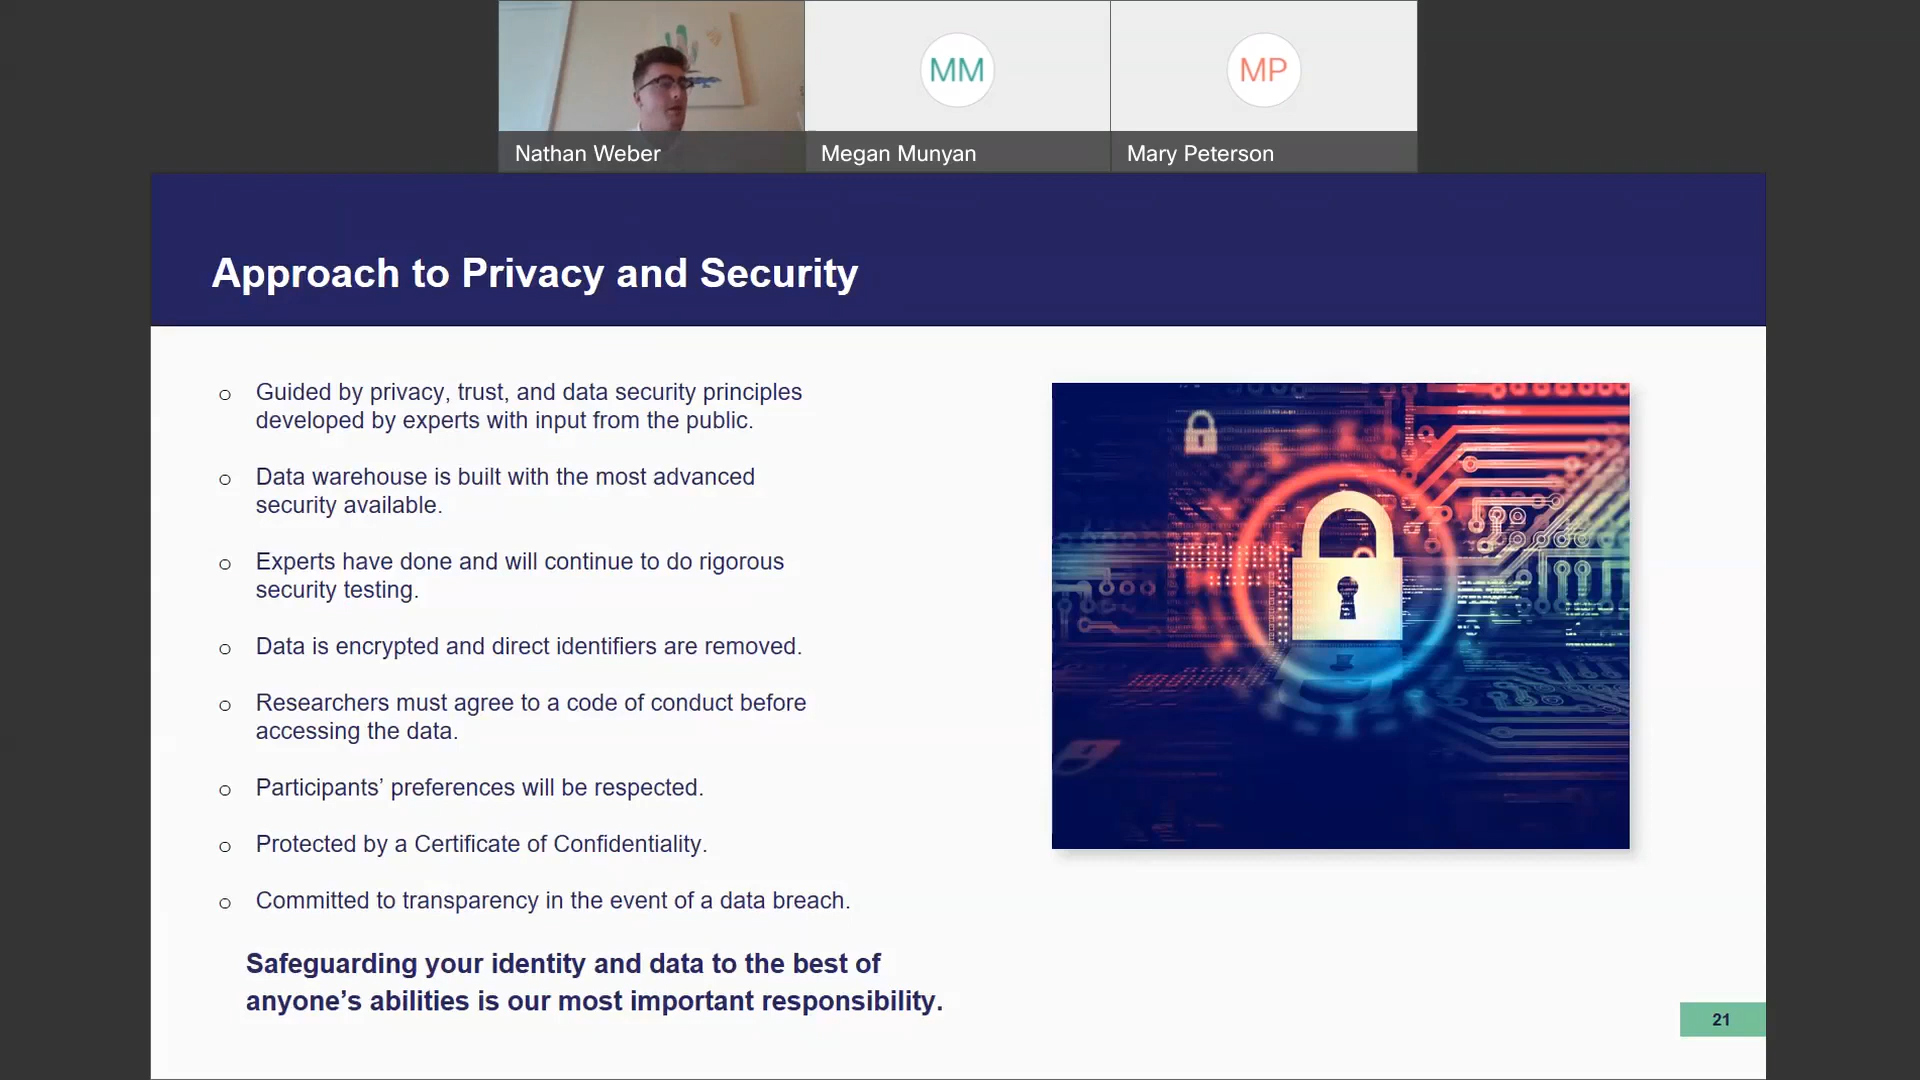 MM
MP
Nathan Weber
Megan Munyan
Mary Peterson
Approach to Privacy and Security
Guided by privacy, trust, and data security principles
developed by experts with input from the public.
Data warehouse is built with the most advanced
security available.
Experts have done and will continue to do rigorous
security testing.
Data is encrypted and direct identifiers are removed.
Researchers must agree to a code of conduct before
accessing the data.
Participants’ preferences will be respected.
Protected by a Certificate of Confidentiality.
Committed to transparency in the event of a data breach.
Safeguarding your identity and data to the best of
anyone’s abilities is our most important responsibility.
21